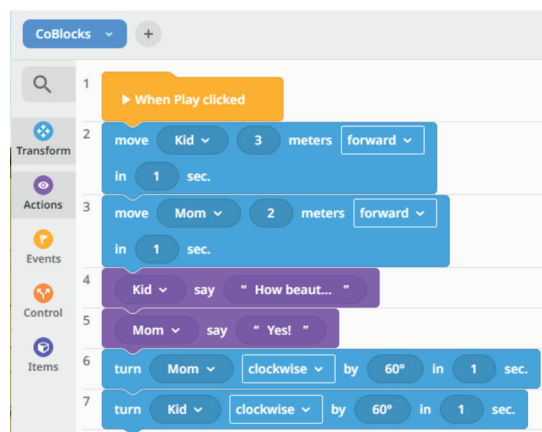 CoBlocks +
1 When Play clicked
Transform
2 move Kid 3 meters forward
in 1 sec.
Actions
3 move Mom 2 meters forward
in 1 sec.
Events
4 Kid say “ How beaut... ”
Control
5 Mom say “ Yes! ”
Items
6 turn Mom clockwise by 60° in 1 sec.
7 turn Kid clockwise by 60° in 1 sec.